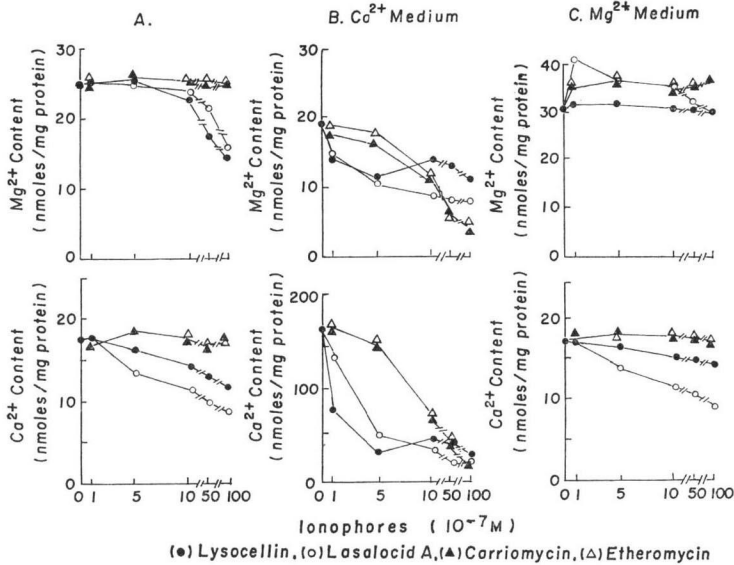 A.
B. Ca2+ Medium
C. Mg2+ Medium
Mg2+ Content
(nmoles/mg protein)
30
20
10
0
Mg2+ Content
(nmoles/mg protein)
30
20
10
0
Mg2+ Content
(nmoles/mg protein)
40
30
10
0
Ca2+ Content
(nmoles/mg protein)
20
10
0
Ca2+ Content
(nmoles/mg protein)
200
100
0
Ca2+ Content
(nmoles/mg protein)
20
10
0
0 1 5 10 50 100
0 1 5 10 50 100
0 1 5 10 50 100
Ionophores (10-7M)
(●) Lysocellin, (○) Lasalocid A, (▲) Carriomycin, (△) Etheromycin